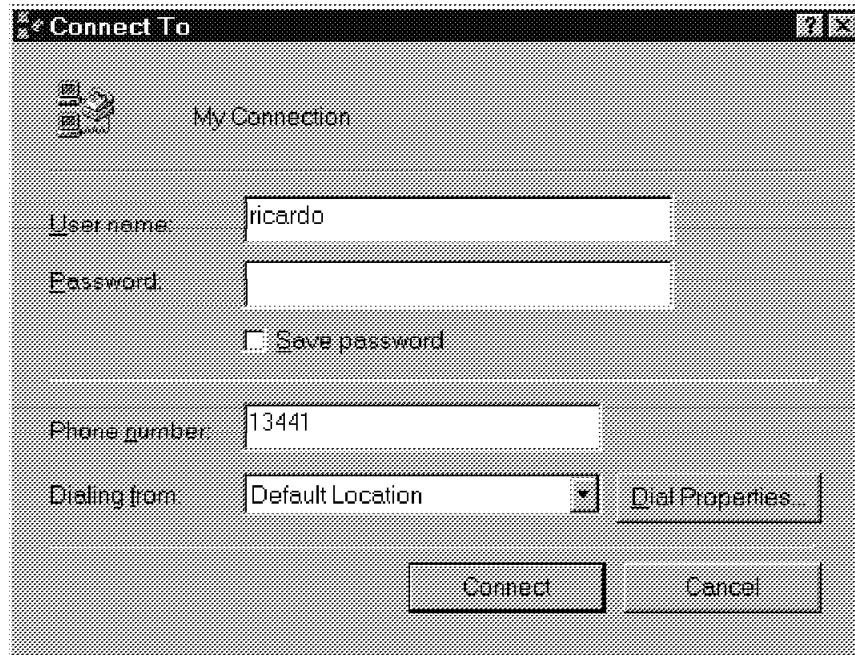 Connect To
My Connection
User name:
ricardo
Password:
Save password
Phone number:
13441
Dialing from:
Default Location
Dial Properties...
Connect
Cancel